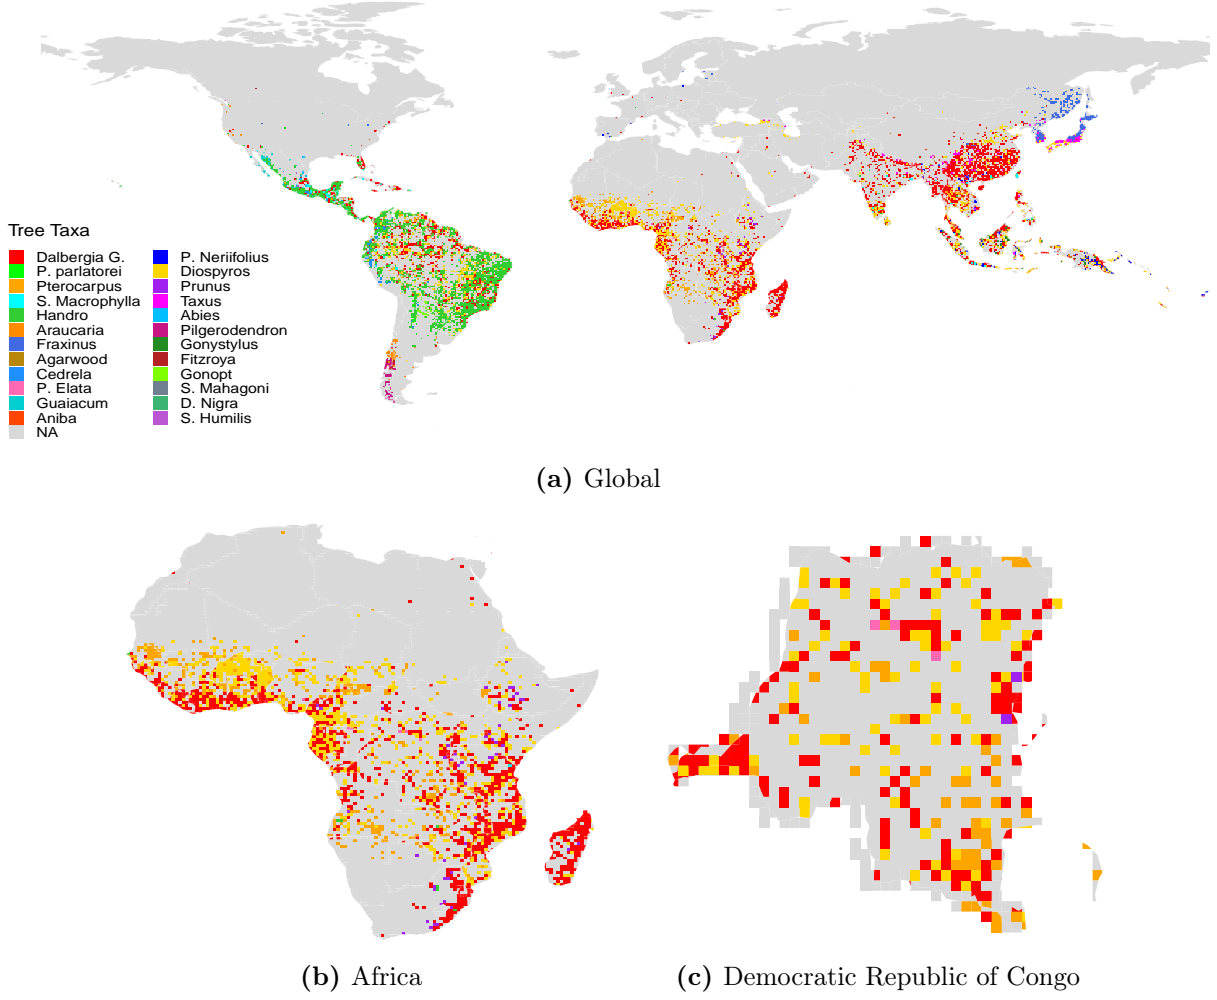 Tree Taxa
Dalbergia G. P. Neriifolius
P. parlatorei Diospyros
Pterocarpus Prunus
S. Macrophylla Taxus
Handro Abies
Araucaria Pilgerodendron
Fraxinus Gonystylus
Agarwood Fitzroya
Cedrela Gonopt
P. Elata S. Mahagoni
Guaiacum D. Nigra
Aniba S. Humilis
NA
(a) Global
(b) Africa
(c) Democratic Republic of Congo